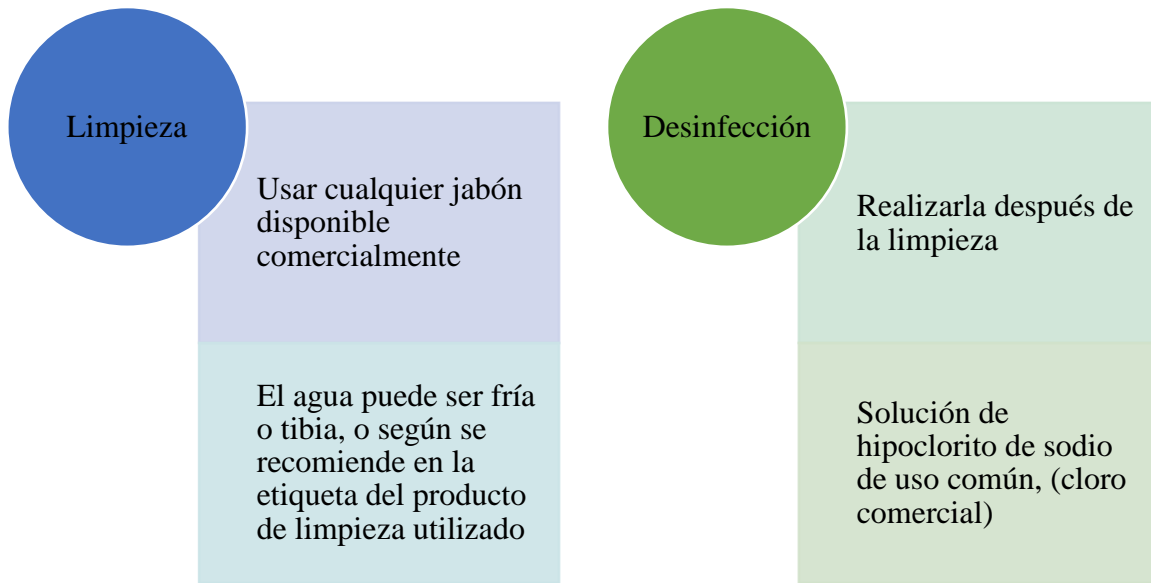 Limpieza
Usar cualquier jabón
disponible
comercialmente
El agua puede ser fría
o tibia, o según se
recomiende en la
etiqueta del producto
de limpieza utilizado
Desinfección
Realizarla después de
la limpieza
Solución de
hipoclorito de sodio
de uso común, (cloro
comercial)